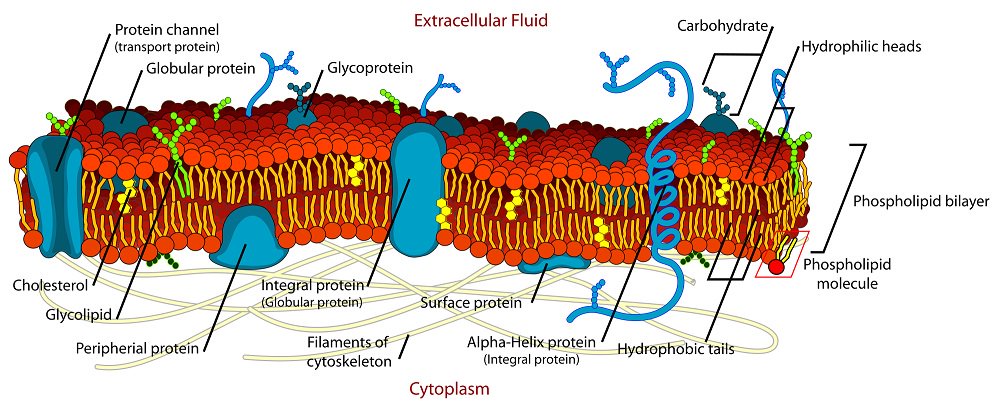 Extracellular Fluid
Protein channel
(transport protein)
Globular protein
Glycoprotein
Carbohydrate
Hydrophilic heads
Phospholipid bilayer
Phospholipid
molecule
Cholesterol
Glycolipid
Peripherial protein
Integral protein
(Globular protein)
Filaments of
cytoskeleton
Surface protein
Alpha-Helix protein
(Integral protein)
Hydrophobic tails
Cytoplasm